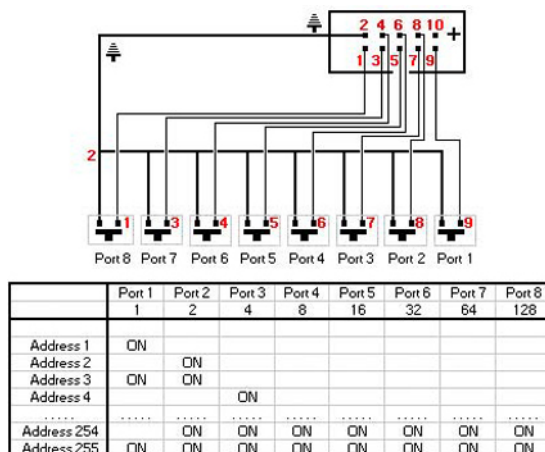 2 4 6 8 10
+
1 3 5 7 9
2
1 3 4 5 6 7 8 9
Port 8 Port 7 Port 6 Port 5 Port 4 Port 3 Port 2 Port 1
Port 1 Port 2 Port 3 Port 4 Port 5 Port 6 Port 7 Port 8
1 2 4 8 16 32 64 128
Address 1 ON
Address 2 ON
Address 3 ON ON
Address 4 ON
..... ..... ..... ..... ..... ..... ..... ..... .....
Address 254 ON ON ON ON ON ON ON
Address 255 ON ON ON ON ON ON ON ON